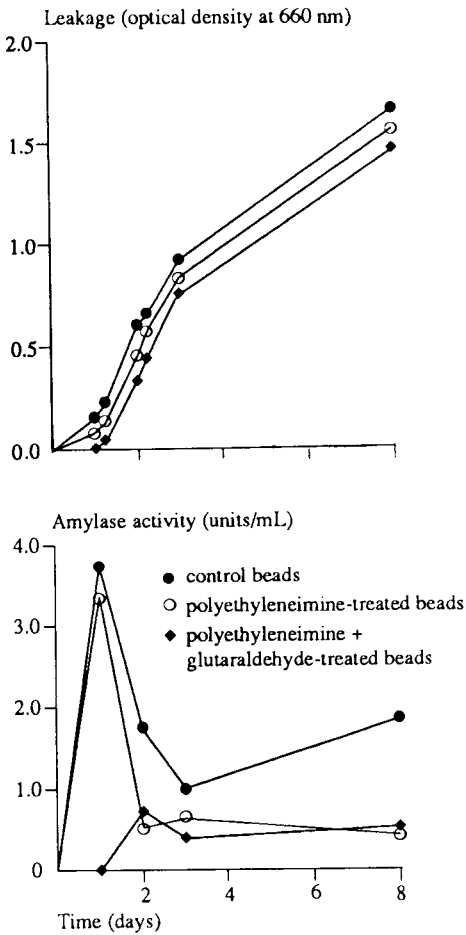 Leakage (optical density at 660 nm)
2.0
1.5
1.0
0.5
0.0
Amylase activity (units/mL)
4.0
3.0
2.0
1.0
0
control beads
polyethyleneimine-treated beads
polyethyleneimine +
glutaraldehyde-treated beads
2 4 6 8
Time (days)